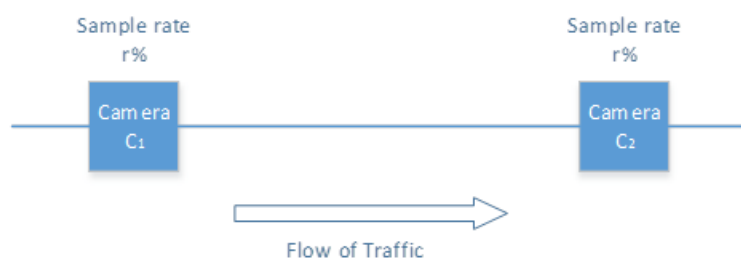 Sample rate
r%
Camera
C₁
Sample rate
r%
Camera
C₂
Flow of Traffic